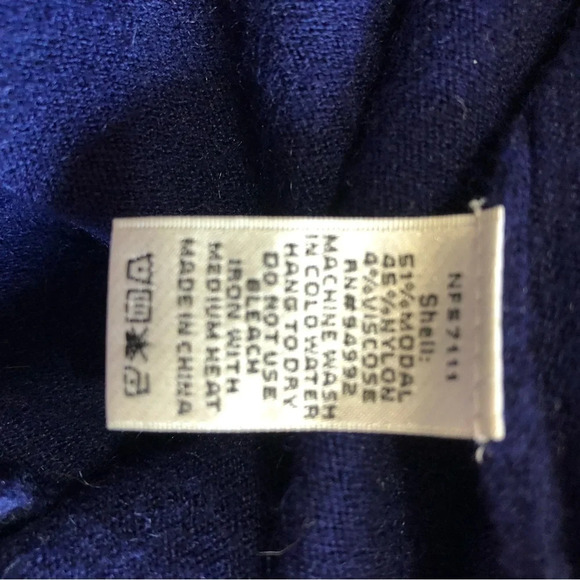 NFS7111
Shell:
51%MODAL
45%NYLON
4%VISCOSE
RN#94992
MACHINE WASH
IN COLD WATER
HANG TO DRY
DO NOT USE
BLEACH
IRON WITH
MEDIUM HEAT
MADE IN CHINA